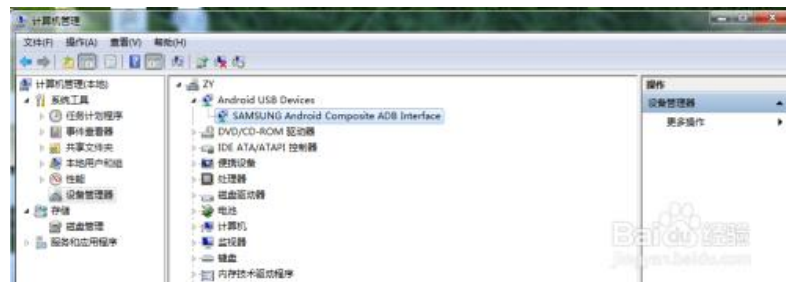 计算机管理
文件(F) 操作(A) 查看(V) 帮助(H)
计算机管理(本地)
系统工具
任务计划程序
事件查看器
共享文件夹
本地用户和组
性能
设备管理器
存储
磁盘管理
服务和应用程序
ZY
Android USB Devices
SAMSUNG Android Composite ADB Interface
DVD/CD-ROM 驱动器
IDE ATA/ATAPI 控制器
便携设备
处理器
磁盘驱动器
电池
计算机
监视器
键盘
内存技术驱动程序
操作
设备管理器
更多操作
Baidu 经验
jingyan.baidu.com